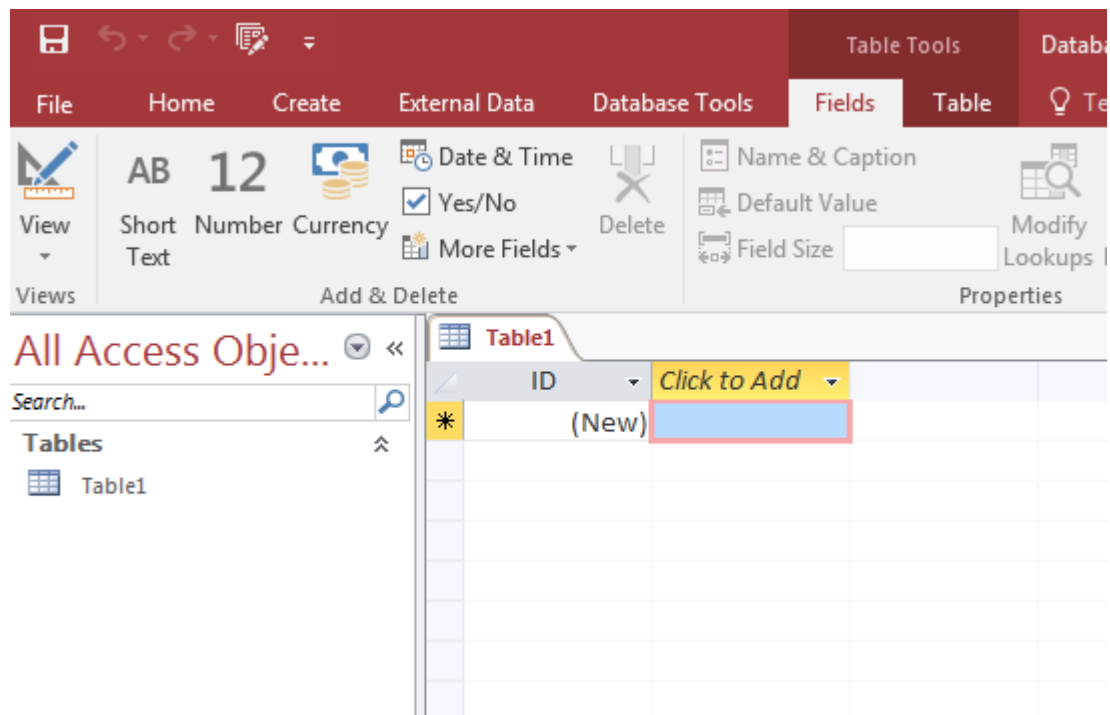 Table Tools
File Home Create External Data Database Tools Fields Table
View
Views
AB
Short
Text
12
Number
Currency
Date & Time
Yes/No
More Fields
Delete
Add & Delete
Name & Caption
Default Value
Field Size
Modify
Lookups
Properties
All Access Obje... «
Search...
Tables
Table1
Table1
ID Click to Add
(New)